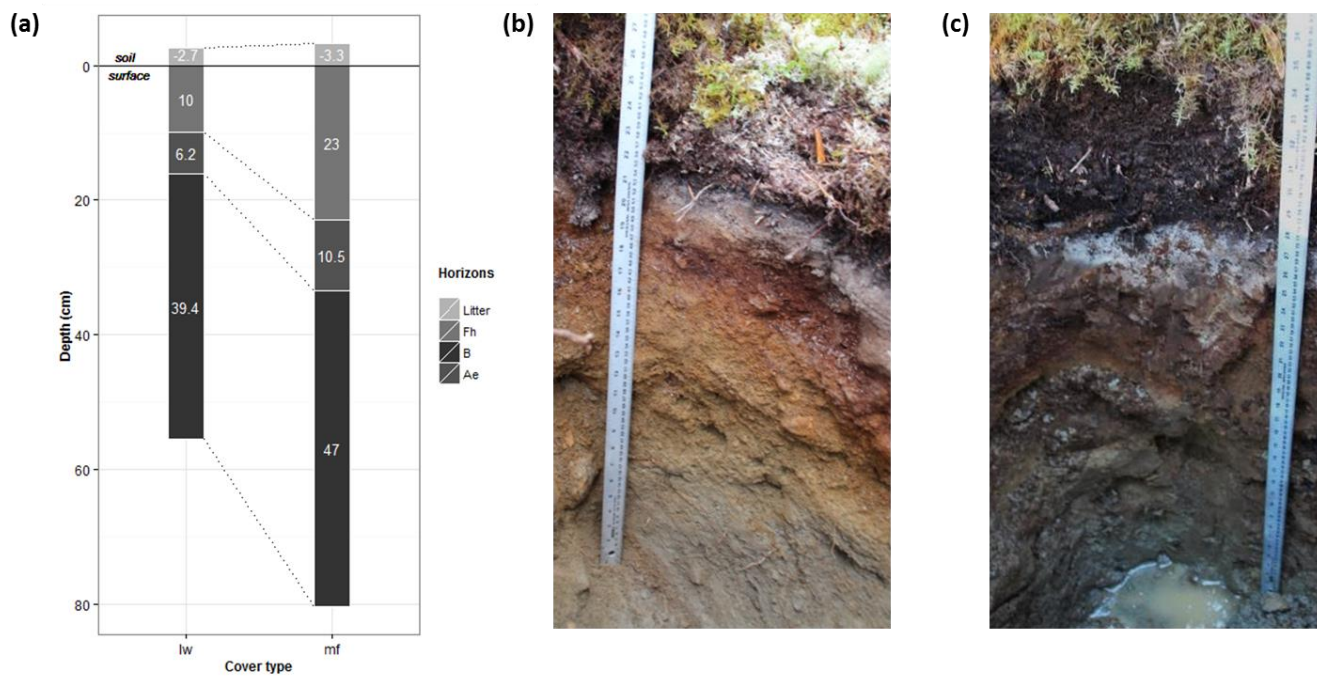 (a)
soil
surface
-2.7
-3.3
0
10
23
6.2
20
10.5
39.4
40
47
60
80
Depth (cm)
lw
mf
Cover type
Horizons
Litter
Fh
B
Ae
(b)
(c)